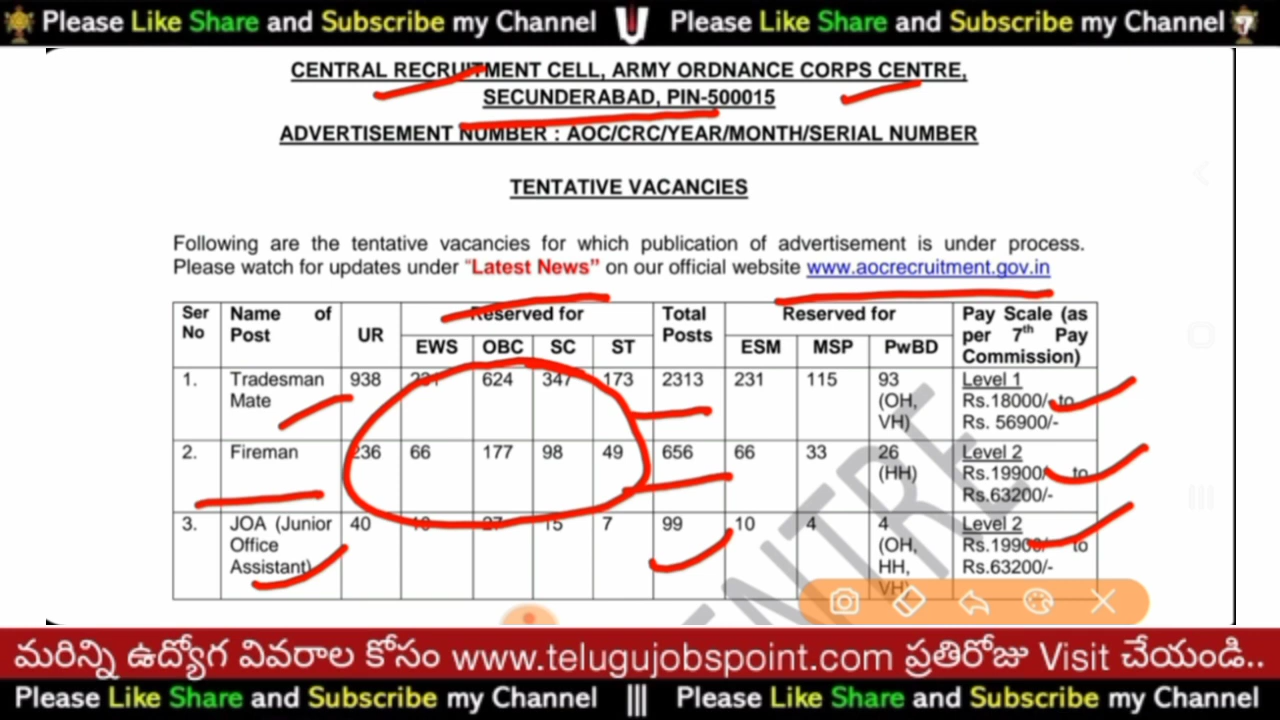 Please Like Share and Subscribe my Channel Please Like Share and Subscribe my Channel
CENTRAL RECRUITMENT CELL, ARMY ORDNANCE CORPS CENTRE,
SECUNDERABAD, PIN-500015
ADVERTISEMENT NUMBER : AOC/CRC/YEAR/MONTH/SERIAL NUMBER
TENTATIVE VACANCIES
Following are the tentative vacancies for which publication of advertisement is under process.
Please watch for updates under “Latest News” on our official website www.aocrecruitment.gov.in
Ser No Name of Post UR Reserved for Total Posts Reserved for Pay Scale (as per 7th Pay Commission)
EWS OBC SC ST ESM MSP PwBD
1. Tradesman Mate 938 231 624 347 173 2313 231 115 93 (OH, VH) Level 1 Rs.18000/- to Rs. 56900/-
2. Fireman 236 66 177 98 49 656 66 33 26 (HH) Level 2 Rs.19900/- to Rs.63200/-
3. JOA (Junior Office Assistant) 40 10 27 15 7 99 10 4 4 (OH, HH, VH) Level 2 Rs.19900/- to Rs.63200/-
మరిన్ని ఉద్యోగ వివరాల కోసం www.telugujobspoint.com ప్రతిరోజు Visit చేయండి..
Please Like Share and Subscribe my Channel ||| Please Like Share and Subscribe my Channel